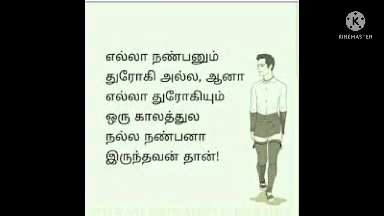 KINEMASTER
எல்லா நண்பனும்
துரோகி அல்ல, ஆனா
எல்லா துரோகியும்
ஒரு காலத்துல
நல்ல நண்பனா
இருந்தவன் தான்!